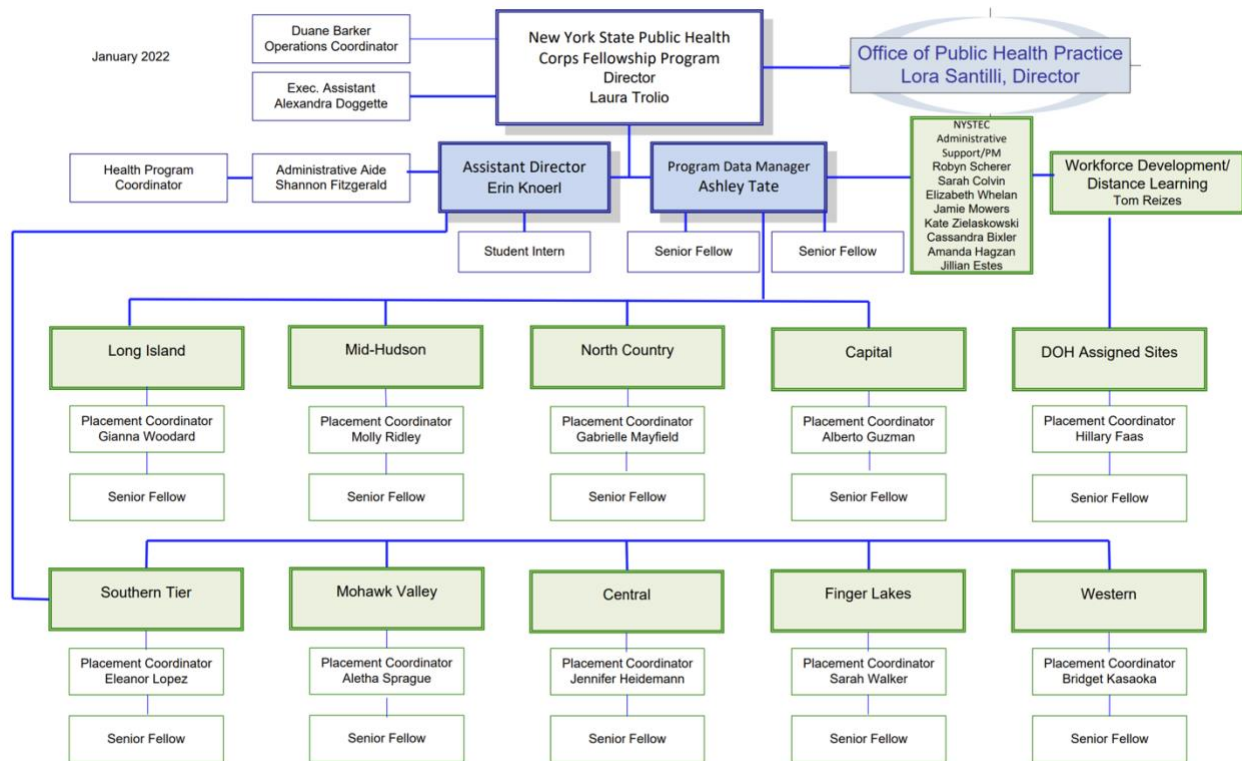 January 2022
Duane Barker
Operations Coordinator
Exec. Assistant
Alexandra Doggette
New York State Public Health
Corps Fellowship Program
Director
Laura Trolio
Office of Public Health Practice
Lora Santilli, Director
Health Program
Coordinator
Administrative Aide
Shannon Fitzgerald
Assistant Director
Erin Knoerl
Program Data Manager
Ashley Tate
NYSTEC
Administrative
Support/PM
Robyn Scherer
Sarah Colvin
Elizabeth Whelan
Jamie Mowers
Kate Zielaskowski
Cassandra Bixler
Amanda Hagzan
Jillian Estes
Workforce Development/
Distance Learning
Tom Reizes
Student Intern
Senior Fellow
Senior Fellow
Long Island
Mid-Hudson
North Country
Capital
DOH Assigned Sites
Placement Coordinator
Gianna Woodard
Placement Coordinator
Molly Ridley
Placement Coordinator
Gabrielle Mayfield
Placement Coordinator
Alberto Guzman
Placement Coordinator
Hillary Faas
Senior Fellow
Senior Fellow
Senior Fellow
Senior Fellow
Senior Fellow
Southern Tier
Mohawk Valley
Central
Finger Lakes
Western
Placement Coordinator
Eleanor Lopez
Placement Coordinator
Aletha Sprague
Placement Coordinator
Jennifer Heidemann
Placement Coordinator
Sarah Walker
Placement Coordinator
Bridget Kasaoka
Senior Fellow
Senior Fellow
Senior Fellow
Senior Fellow
Senior Fellow